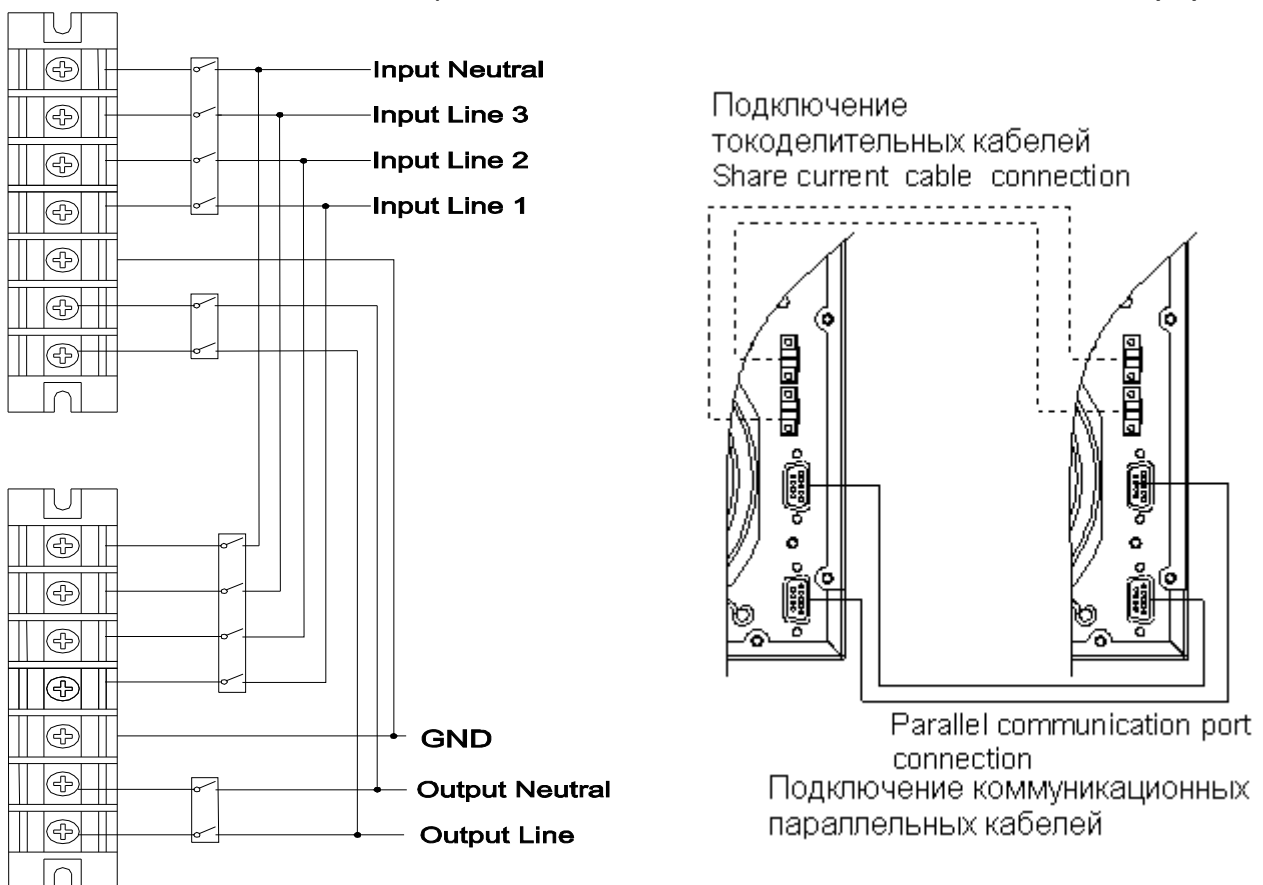 Input Neutral
Input Line 3
Input Line 2
Input Line 1
GND
Output Neutral
Output Line
Подключение
токоделительных кабелей
Share current cable connection
Parallel communication port
connection
Подключение коммуникационных
параллельных кабелей